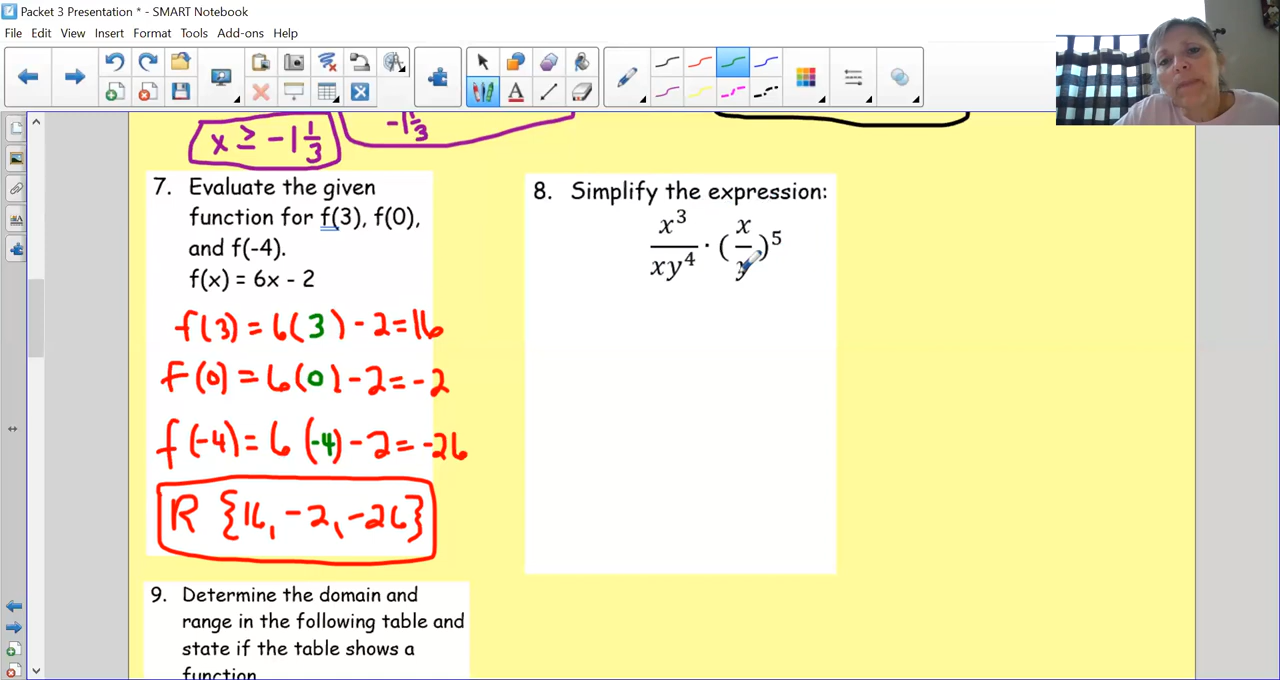 Packet 3 Presentation * - SMART Notebook
File Edit View Insert Format Tools Add-ons Help
x ≥ -1 1/3
-1 1/3
7. Evaluate the given
function for f(3), f(0),
and f(-4).
f(x) = 6x - 2
f(3) = 6(3) - 2 = 16
f(0) = 6(0) - 2 = -2
f(-4) = 6(-4) - 2 = -26
R {16, -2, -26}
8. Simplify the expression:
x³/xy⁴ · (x/y)⁵
9. Determine the domain and
range in the following table and
state if the table shows a
function